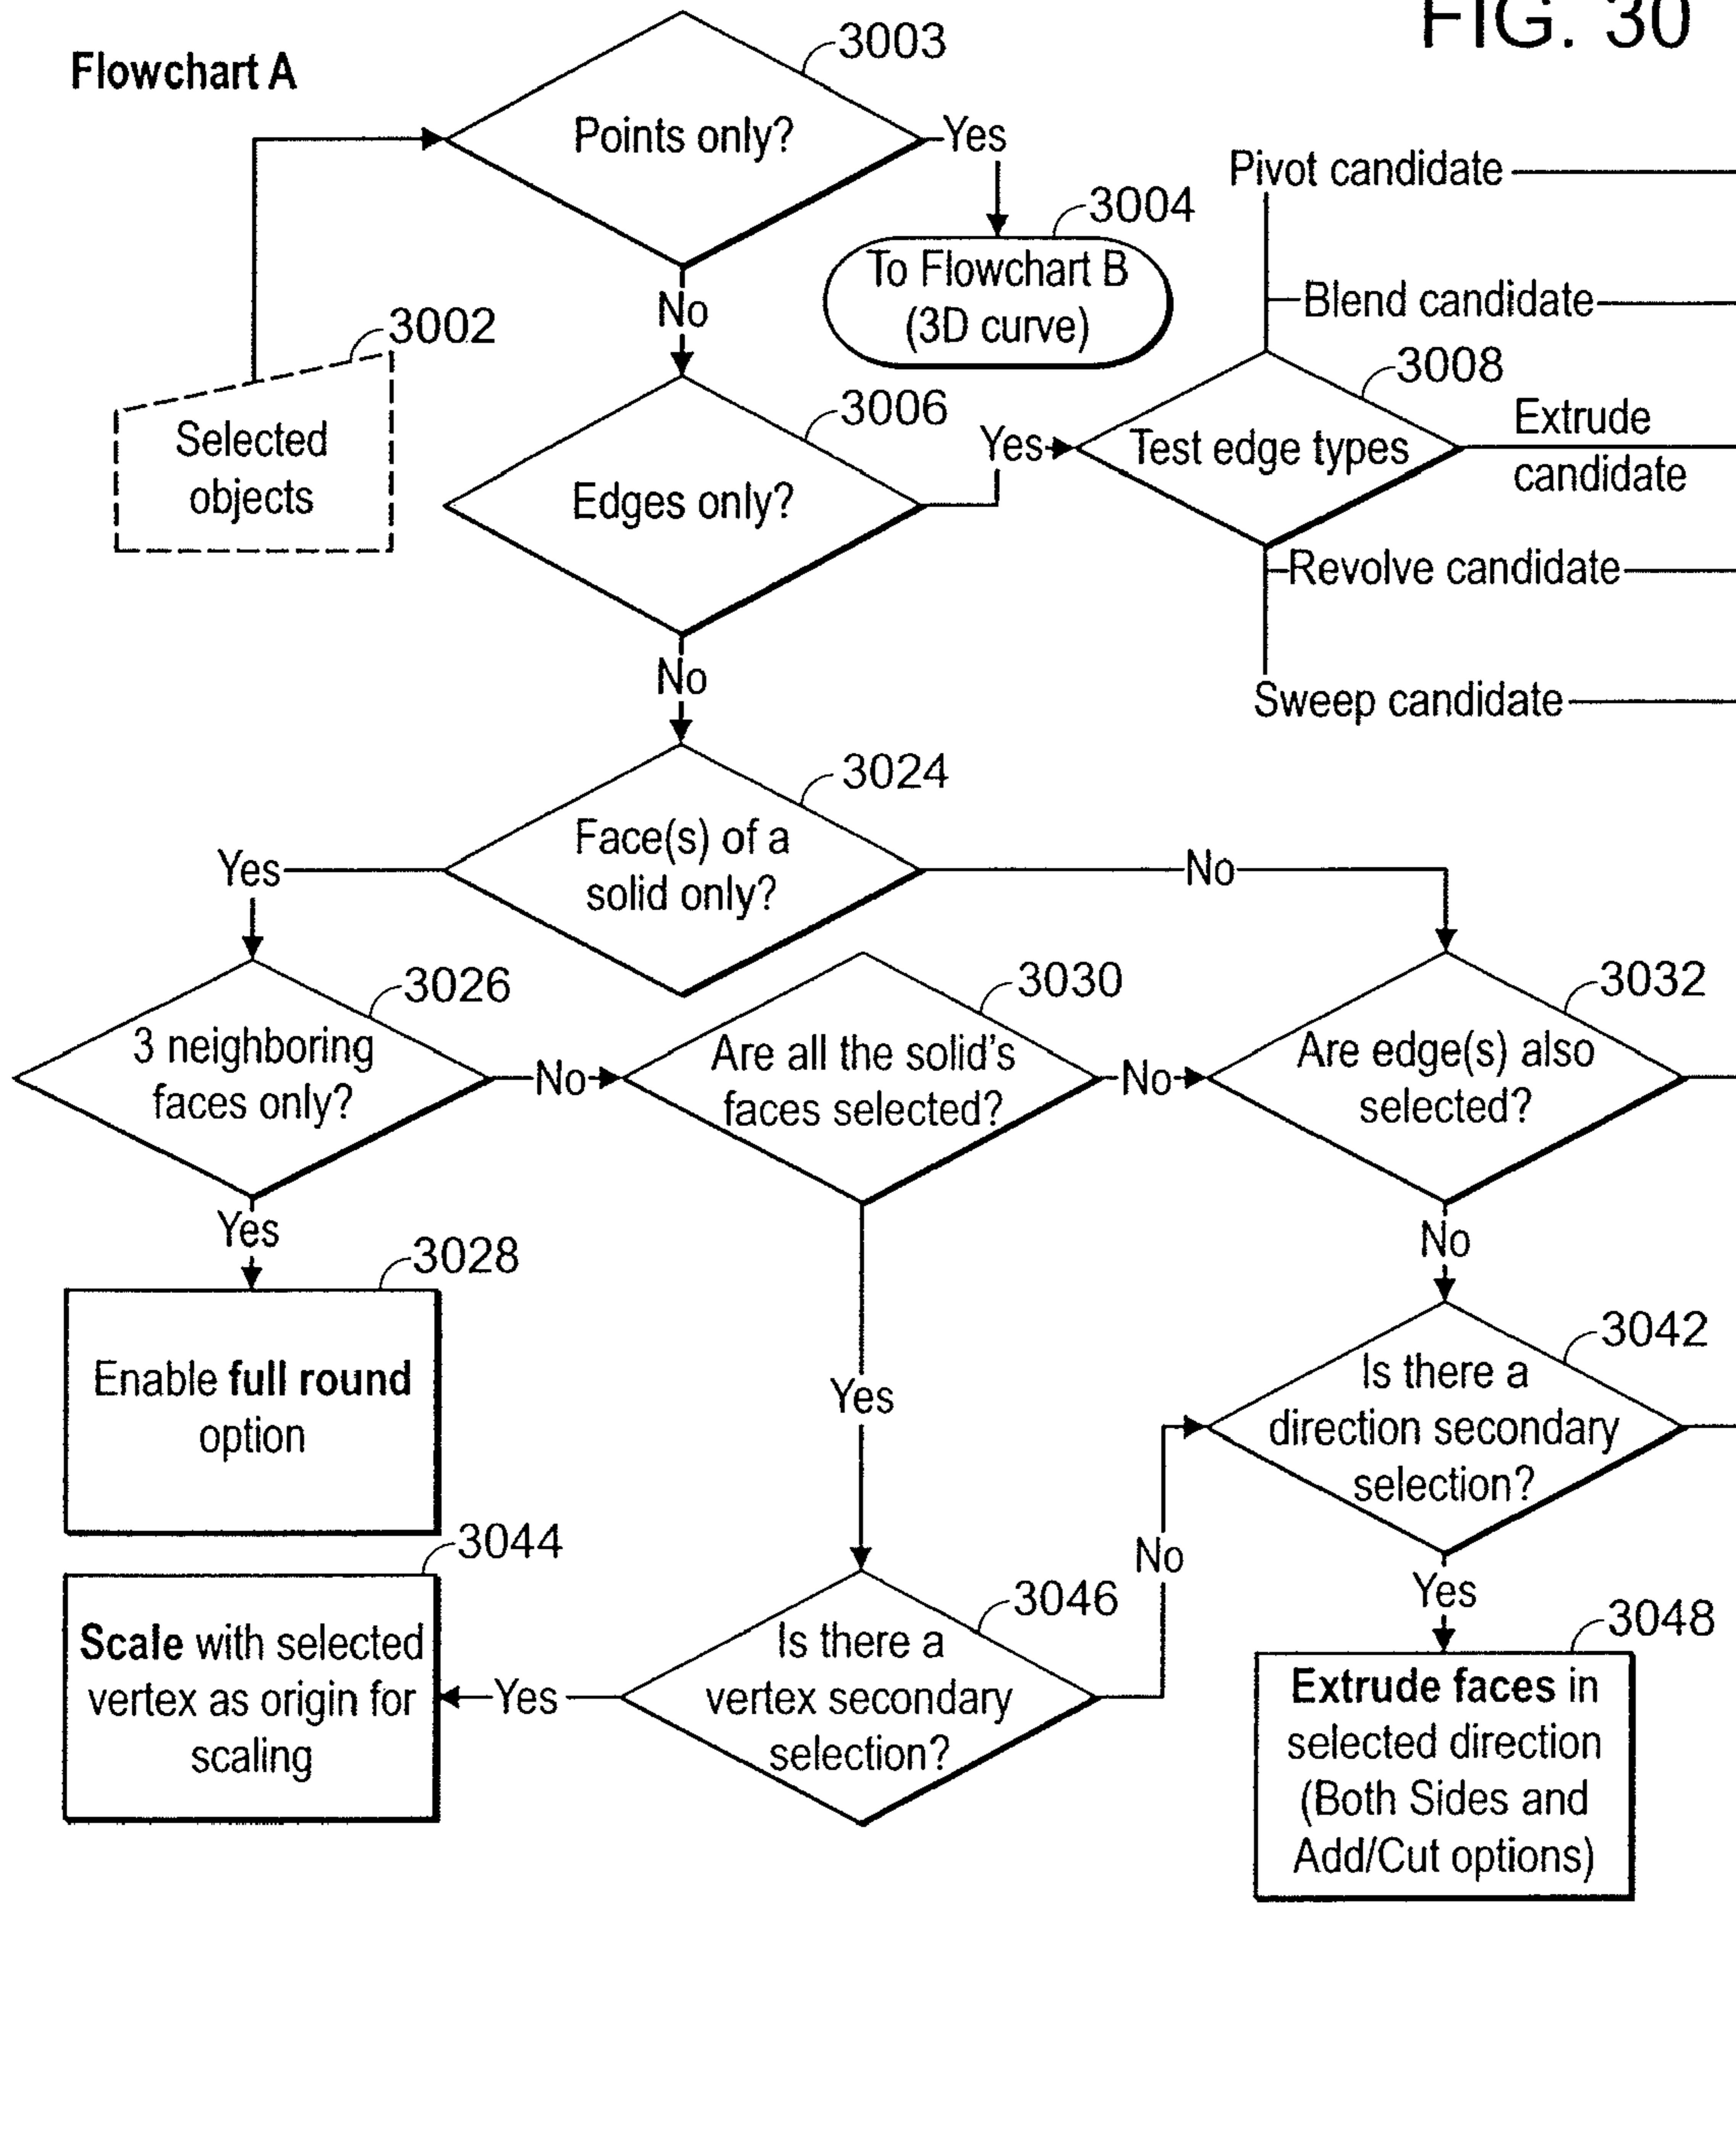 FIG. 30
Flowchart A
3003
Points only?
Yes
3004
To Flowchart B
(3D curve)
No
3002
Selected
objects
Pivot candidate
Blend candidate
3008
Test edge types
Extrude
candidate
Revolve candidate
Sweep candidate
3006
Edges only?
Yes
No
3024
Face(s) of a
solid only?
Yes
No
3026
3 neighboring
faces only?
No
3030
Are all the solid's
faces selected?
No
3032
Are edge(s) also
selected?
Yes
3028
Enable full round
option
Yes
No
3042
Is there a
direction secondary
selection?
3044
Scale with selected
vertex as origin for
scaling
Yes
3046
Is there a
vertex secondary
selection?
No
Yes
3048
Extrude faces in
selected direction
(Both Sides and
Add/Cut options)